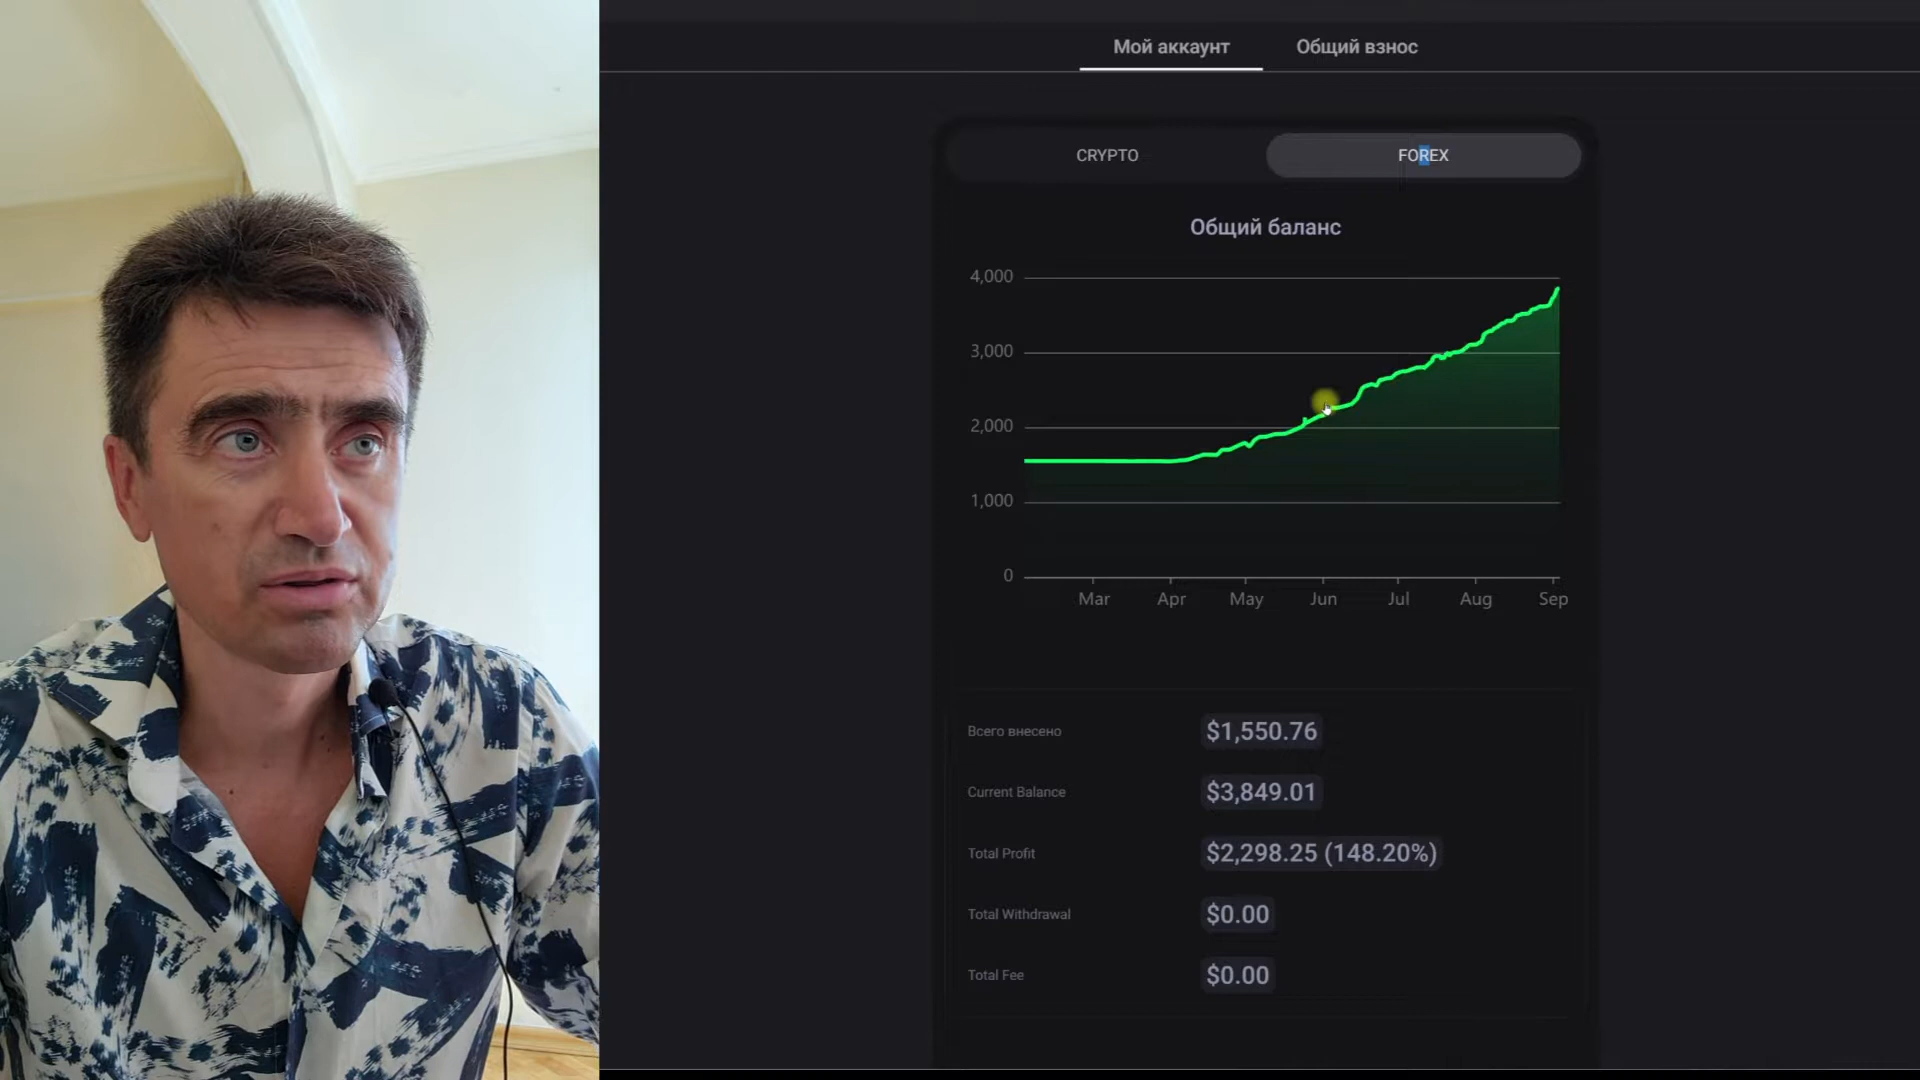 Мой аккаунт
Общий взнос
CRYPTO
FOREX
Общий баланс
4,000
3,000
2,000
1,000
0
Mar Apr May Jun Jul Aug Sep
Всего внесено $1,550.76
Current Balance $3,849.01
Total Profit $2,298.25 (148.20%)
Total Withdrawal $0.00
Total Fee $0.00